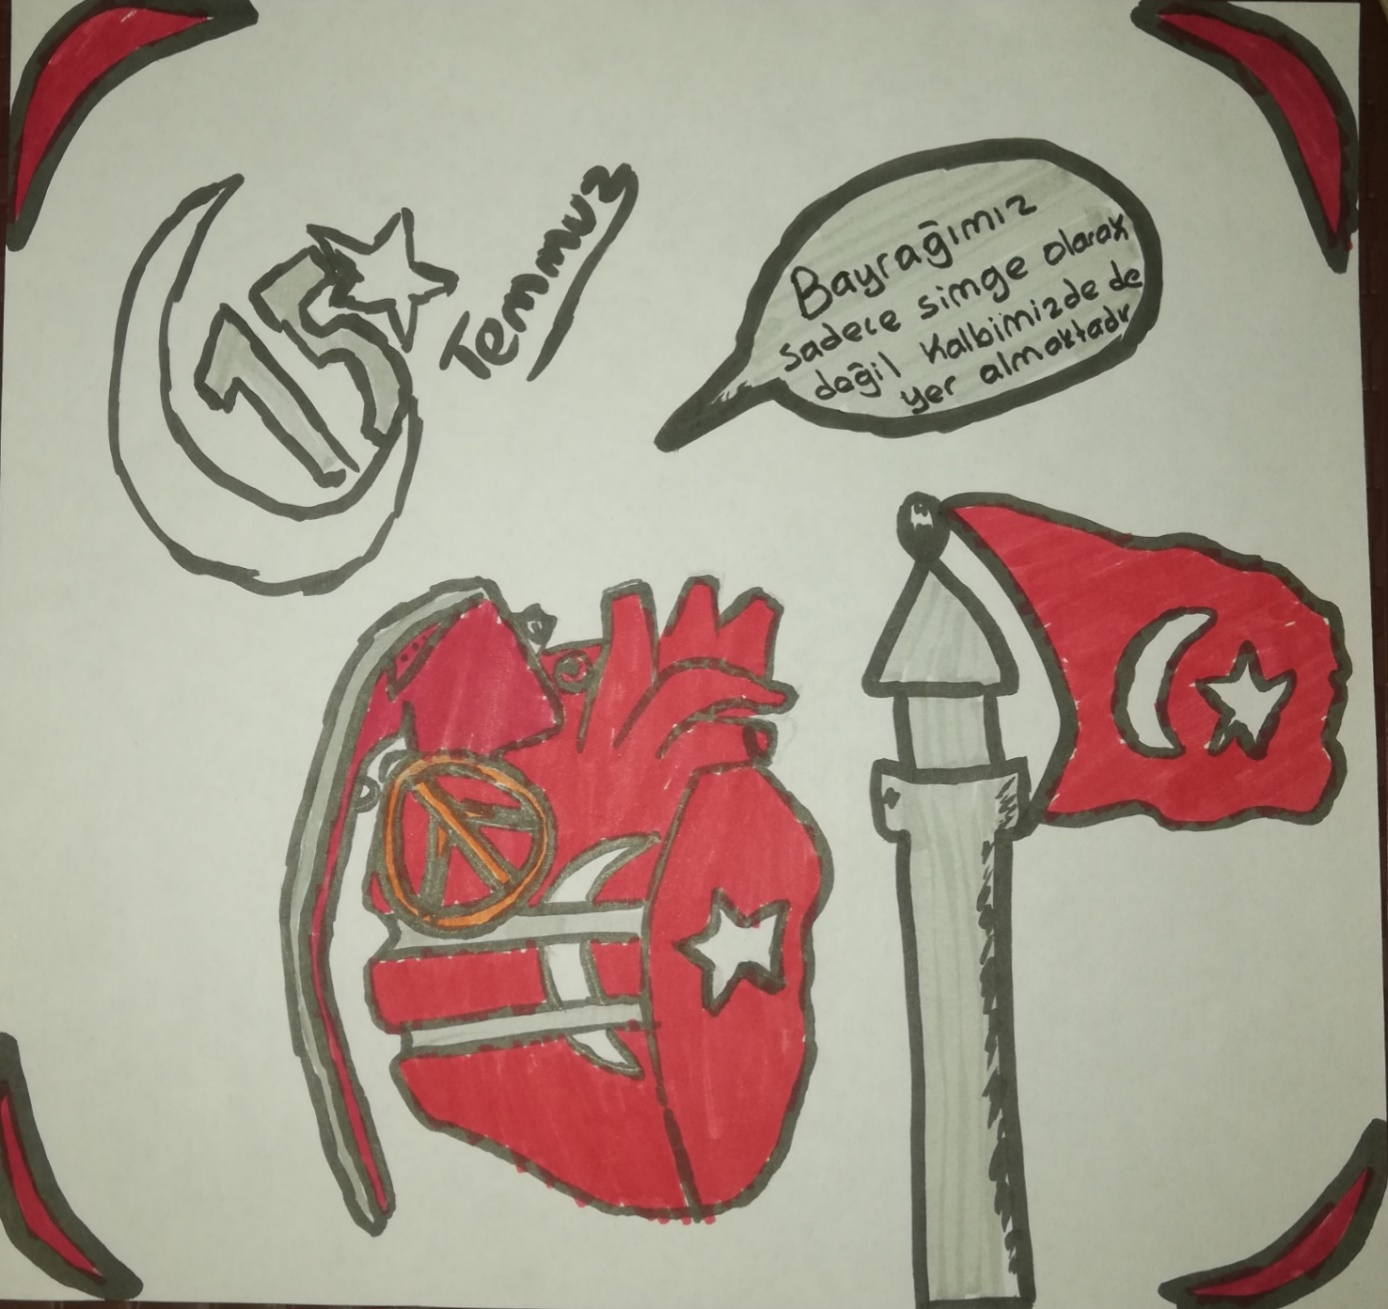 15
Temmuz
Bayrağımız
sadece simge olarak
değil kalbimizde de
yer almaktadır